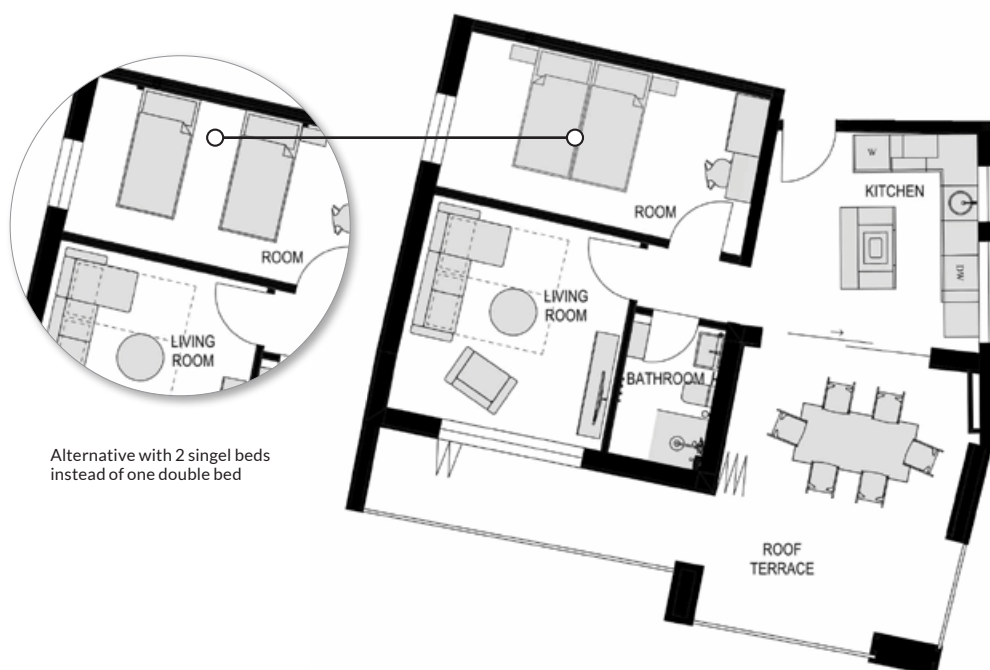 ROOM
LIVING
ROOM
Alternative with 2 singel beds
instead of one double bed
ROOM
W
KITCHEN
DW
LIVING
ROOM
BATHROOM
ROOF
TERRACE